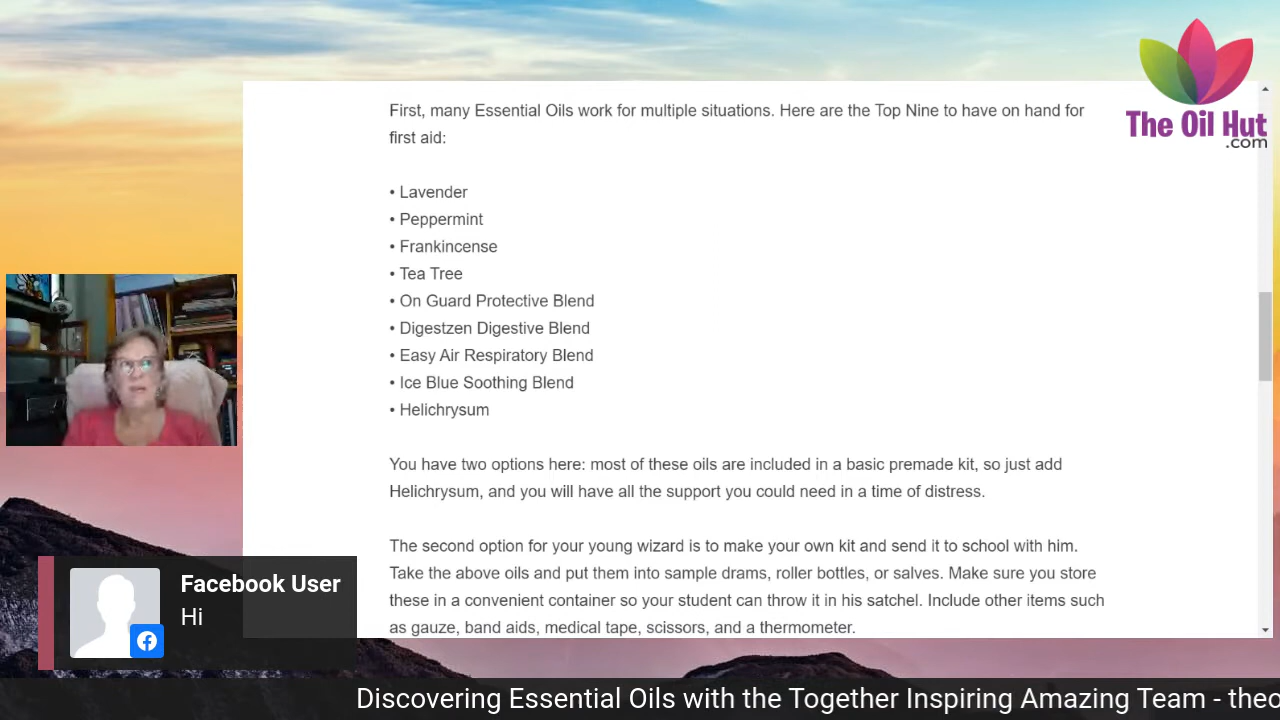 The Oil Hut
.com
First, many Essential Oils work for multiple situations. Here are the Top Nine to have on hand for
first aid:
• Lavender
• Peppermint
• Frankincense
• Tea Tree
• On Guard Protective Blend
• Digestzen Digestive Blend
• Easy Air Respiratory Blend
• Ice Blue Soothing Blend
• Helichrysum
You have two options here: most of these oils are included in a basic premade kit, so just add
Helichrysum, and you will have all the support you could need in a time of distress.
The second option for your young wizard is to make your own kit and send it to school with him.
Take the above oils and put them into sample drams, roller bottles, or salves. Make sure you store
these in a convenient container so your student can throw it in his satchel. Include other items such
as gauze, band aids, medical tape, scissors, and a thermometer.
Facebook User
Hi
Discovering Essential Oils with the Together Inspiring Amazing Team - theo